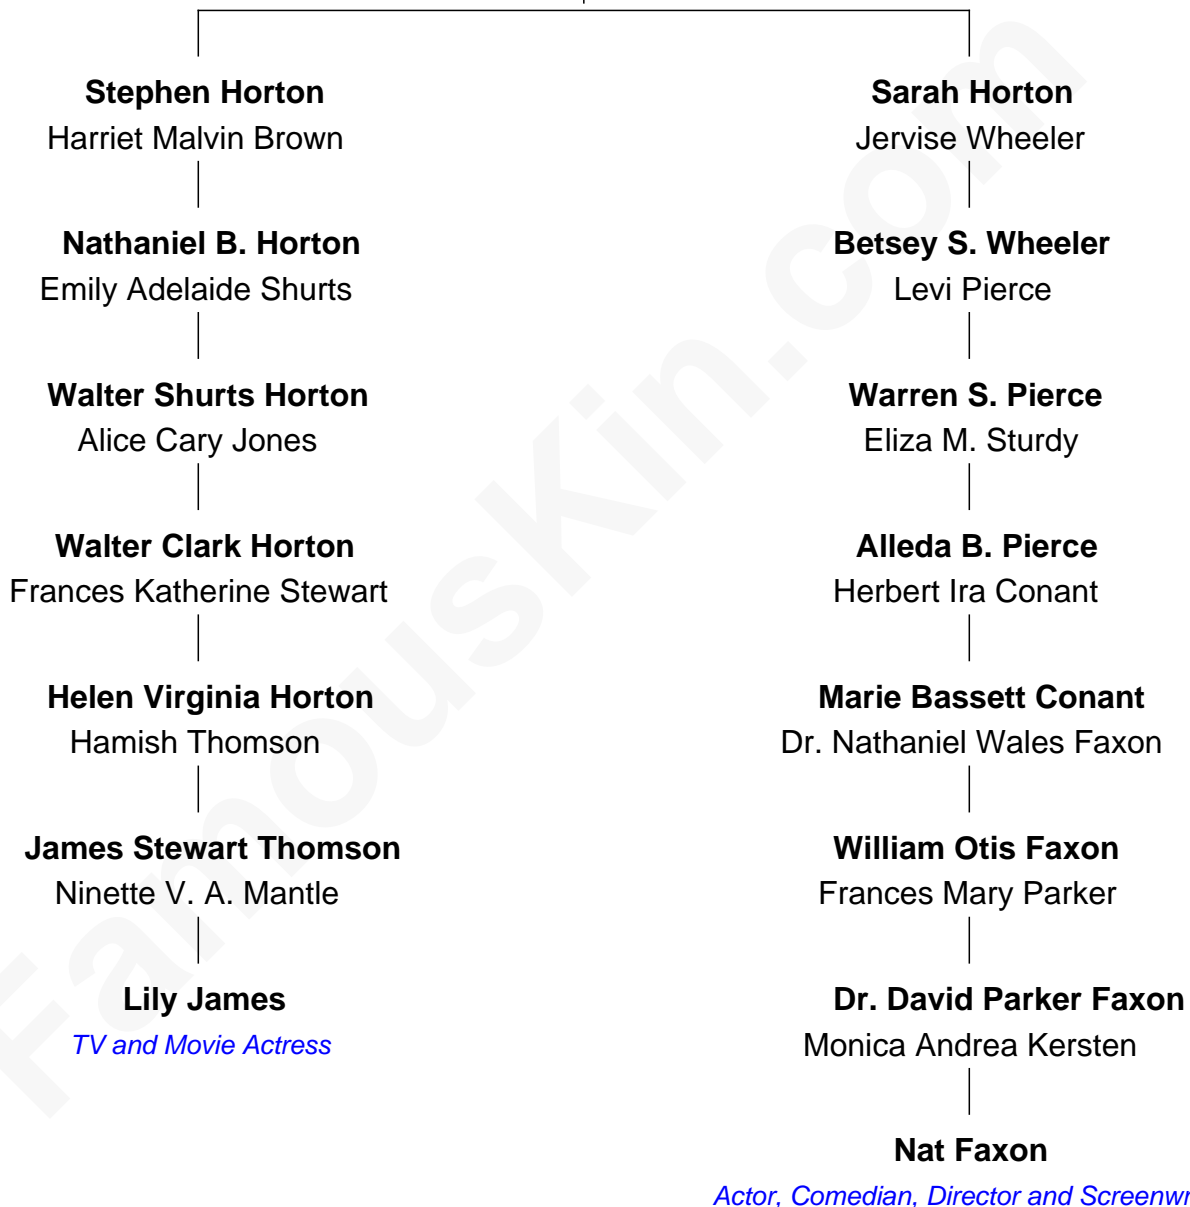 Stephen Horton
Harriet Malvin Brown
Nathaniel B. Horton
Emily Adelaide Shurts
Walter Shurts Horton
Alice Cary Jones
Walter Clark Horton
Frances Katherine Stewart
Helen Virginia Horton
Hamish Thomson
James Stewart Thomson
Ninette V. A. Mantle
Lily James
TV and Movie Actress
Sarah Horton
Jervise Wheeler
Betsey S. Wheeler
Levi Pierce
Warren S. Pierce
Eliza M. Sturdy
Alleda B. Pierce
Herbert Ira Conant
Marie Bassett Conant
Dr. Nathaniel Wales Faxon
William Otis Faxon
Frances Mary Parker
Dr. David Parker Faxon
Monica Andrea Kersten
Nat Faxon
Actor, Comedian, Director and
FamousKin.com